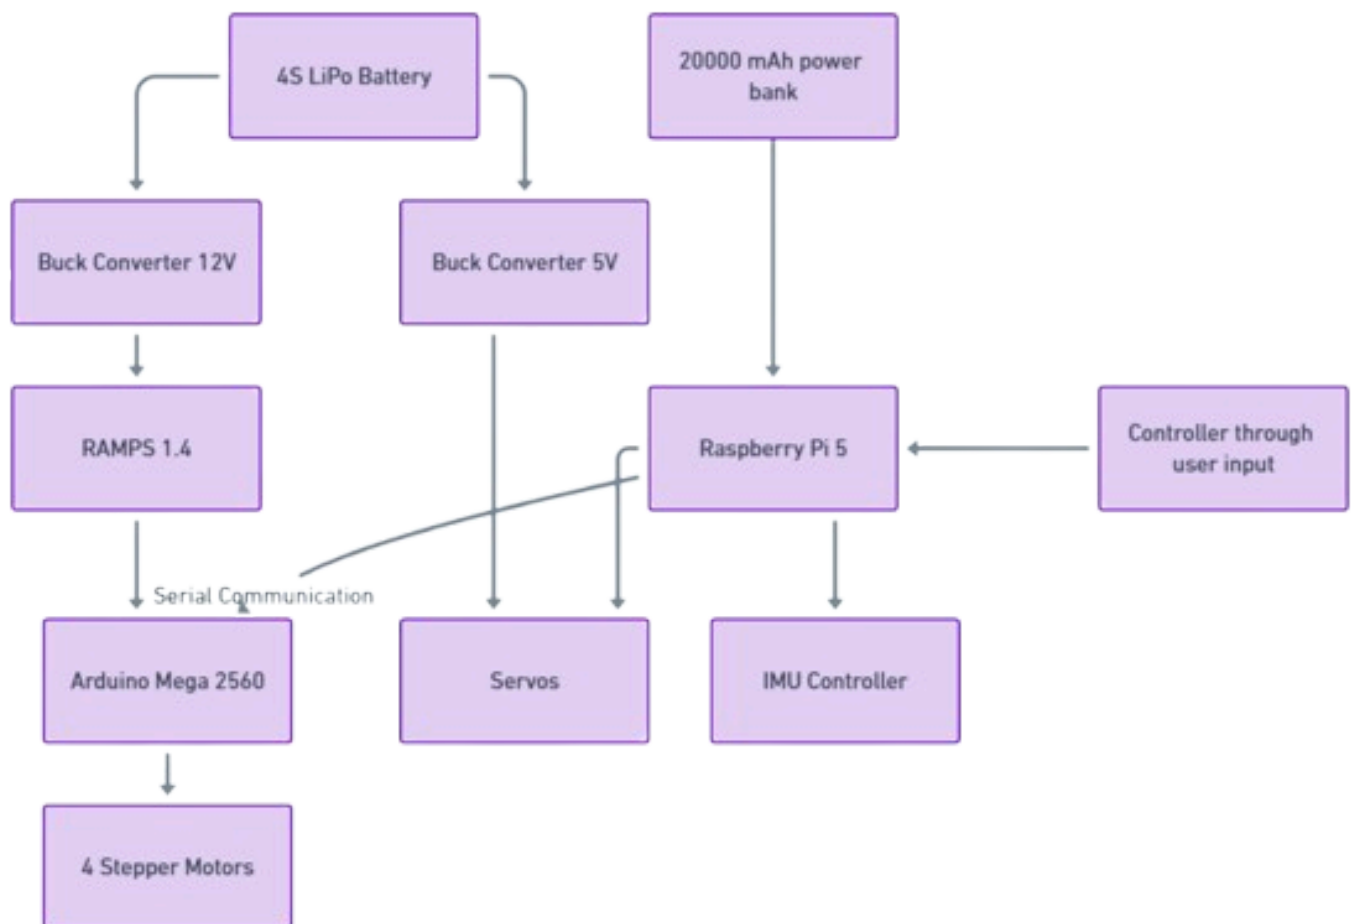 4S LiPo Battery
20000 mAh power
bank
Buck Converter 12V
Buck Converter 5V
RAMPS 1.4
Raspberry Pi 5
Controller through
user input
Serial Communication
Arduino Mega 2560
Servos
IMU Controller
4 Stepper Motors